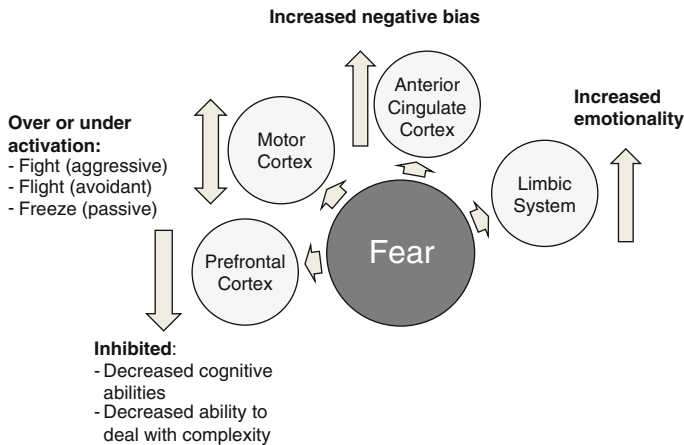 Increased negative bias
Anterior
Cingulate
Cortex
Increased
emotionality
Over or under
activation:
- Fight (aggressive)
- Flight (avoidant)
- Freeze (passive)
Motor
Cortex
Limbic
System
Fear
Prefrontal
Cortex
Inhibited:
- Decreased cognitive
abilities
- Decreased ability to
deal with complexity